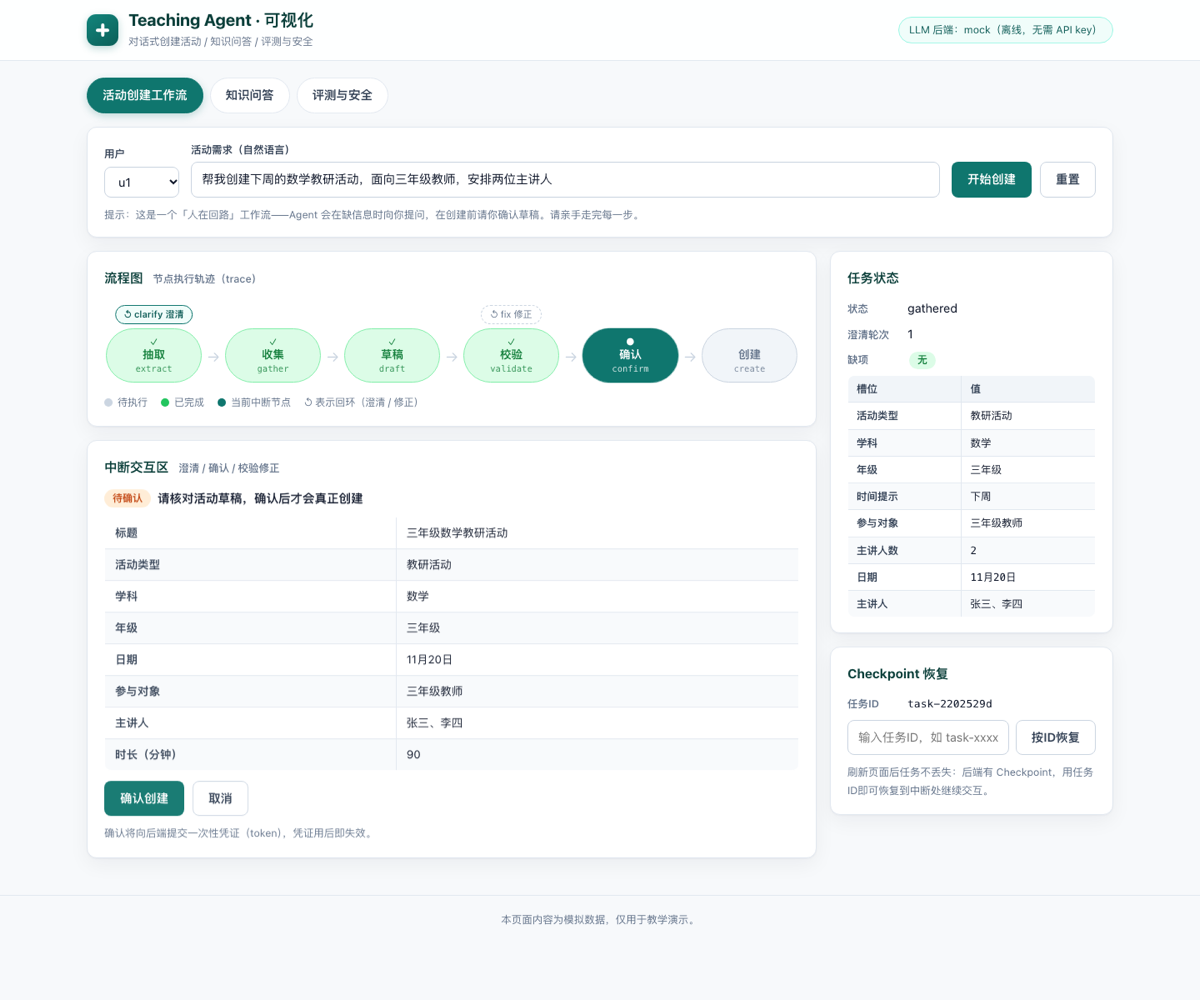 Teaching Agent · 可视化
对话式创建活动 / 知识问答 / 评测与安全
LLM 后端：mock（离线，无需 API key）
活动创建工作流
知识问答
评测与安全
用户
活动需求（自然语言）
u1
帮我创建下周的数学教研活动，面向三年级教师，安排两位主讲人
开始创建
重置
提示：这是一个「人在回路」工作流——Agent 会在缺信息时向你提问，在创建前请你确认草稿。请亲手走完每一步。
流程图 节点执行轨迹（trace）
↺ clarify 澄清
↺ fix 修正
✓ 抽取 extract
→
✓ 收集 gather
→
✓ 草稿 draft
→
✓ 校验 validate
→
● 确认 confirm
→
创建 create
待执行 已完成 当前中断节点 ↺ 表示回环（澄清 / 修正）
中断交互区 澄清 / 确认 / 校验修正
待确认 请核对活动草稿，确认后才会真正创建
标题 三年级数学教研活动
活动类型 教研活动
学科 数学
年级 三年级
日期 11月20日
参与对象 三年级教师
主讲人 张三、李四
时长（分钟） 90
确认创建 取消
确认将向后端提交一次性凭证（token），凭证用后即失效。
任务状态
状态 gathered
澄清轮次 1
缺项 无
槽位 值
活动类型 教研活动
学科 数学
年级 三年级
时间提示 下周
参与对象 三年级教师
主讲人数 2
日期 11月20日
主讲人 张三、李四
Checkpoint 恢复
任务ID task-2202529d
输入任务ID，如 task-xxxx
按ID恢复
刷新页面后任务不丢失：后端有 Checkpoint，用任务
ID即可恢复到中断处继续交互。
本页面内容为模拟数据，仅用于教学演示。